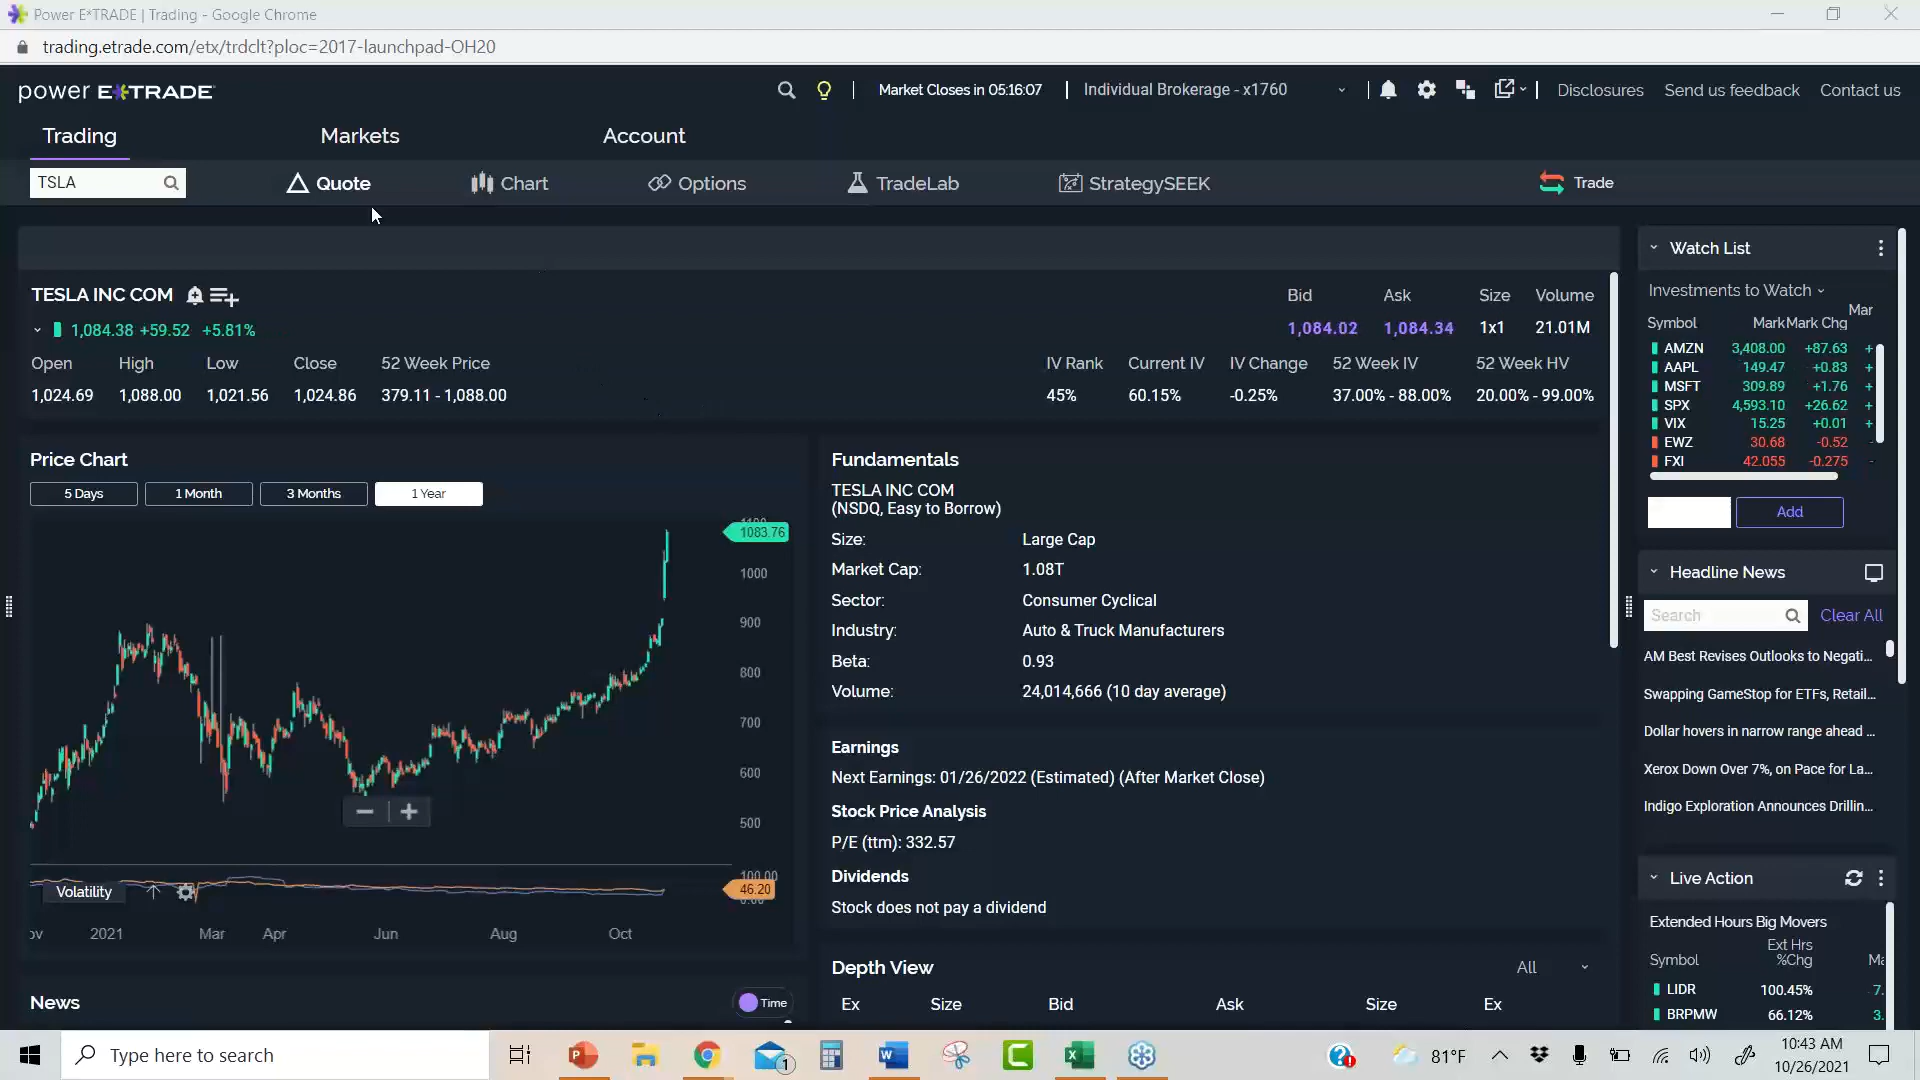 Power E*TRADE | Trading - Google Chrome
trading.etrade.com/etx/trdclt?ploc=2017-launchpad-OH20
power E*TRADE
Market Closes in 05:16:07
Individual Brokerage - x1760
Disclosures
Send us feedback
Contact us
Trading
Markets
Account
TSLA
Quote
Chart
Options
TradeLab
StrategySEEK
Trade
TESLA INC COM
Bid Ask Size Volume
1,084.38 +59.52 +5.81%
1,084.02 1,084.34 1x1 21.01M
Open High Low Close 52 Week Price
1,024.69 1,088.00 1,021.56 1,024.86 379.11 - 1,088.00
IV Rank Current IV IV Change 52 Week IV 52 Week HV
45% 60.15% -0.25% 37.00% - 88.00% 20.00% - 99.00%
Price Chart
5 Days
1 Month
3 Months
1 Year
1083.76
1000
900
800
700
600
500
Volatility
100.00
46.20
2021 Mar Apr Jun Aug Oct
News
Time
Fundamentals
TESLA INC COM
(NSDQ, Easy to Borrow)
Size: Large Cap
Market Cap: 1.08T
Sector: Consumer Cyclical
Industry: Auto & Truck Manufacturers
Beta: 0.93
Volume: 24,014,666 (10 day average)
Earnings
Next Earnings: 01/26/2022 (Estimated) (After Market Close)
Stock Price Analysis
P/E (ttm): 332.57
Dividends
Stock does not pay a dividend
Depth View
All
Ex Size Bid Ask Size Ex
Watch List
Investments to Watch
Mar
Symbol Mark Mark Chg
AMZN 3,408.00 +87.63 +
AAPL 149.47 +0.83 +
MSFT 309.89 +1.76 +
SPX 4,593.10 +26.62 +
VIX 15.25 +0.01 +
EWZ 30.68 -0.52 -
FXI 42.055 -0.275 -
Add
Headline News
Search
Clear All
AM Best Revises Outlooks to Negati...
Swapping GameStop for ETFs, Retail...
Dollar hovers in narrow range ahead ...
Xerox Down Over 7%, on Pace for La...
Indigo Exploration Announces Drillin...
Live Action
Extended Hours Big Movers
Ext Hrs
Symbol %Chg
LIDR 100.45% 7.
BRPMW 66.12% 3.
Type here to search
1
81°F
10:43 AM
10/26/2021